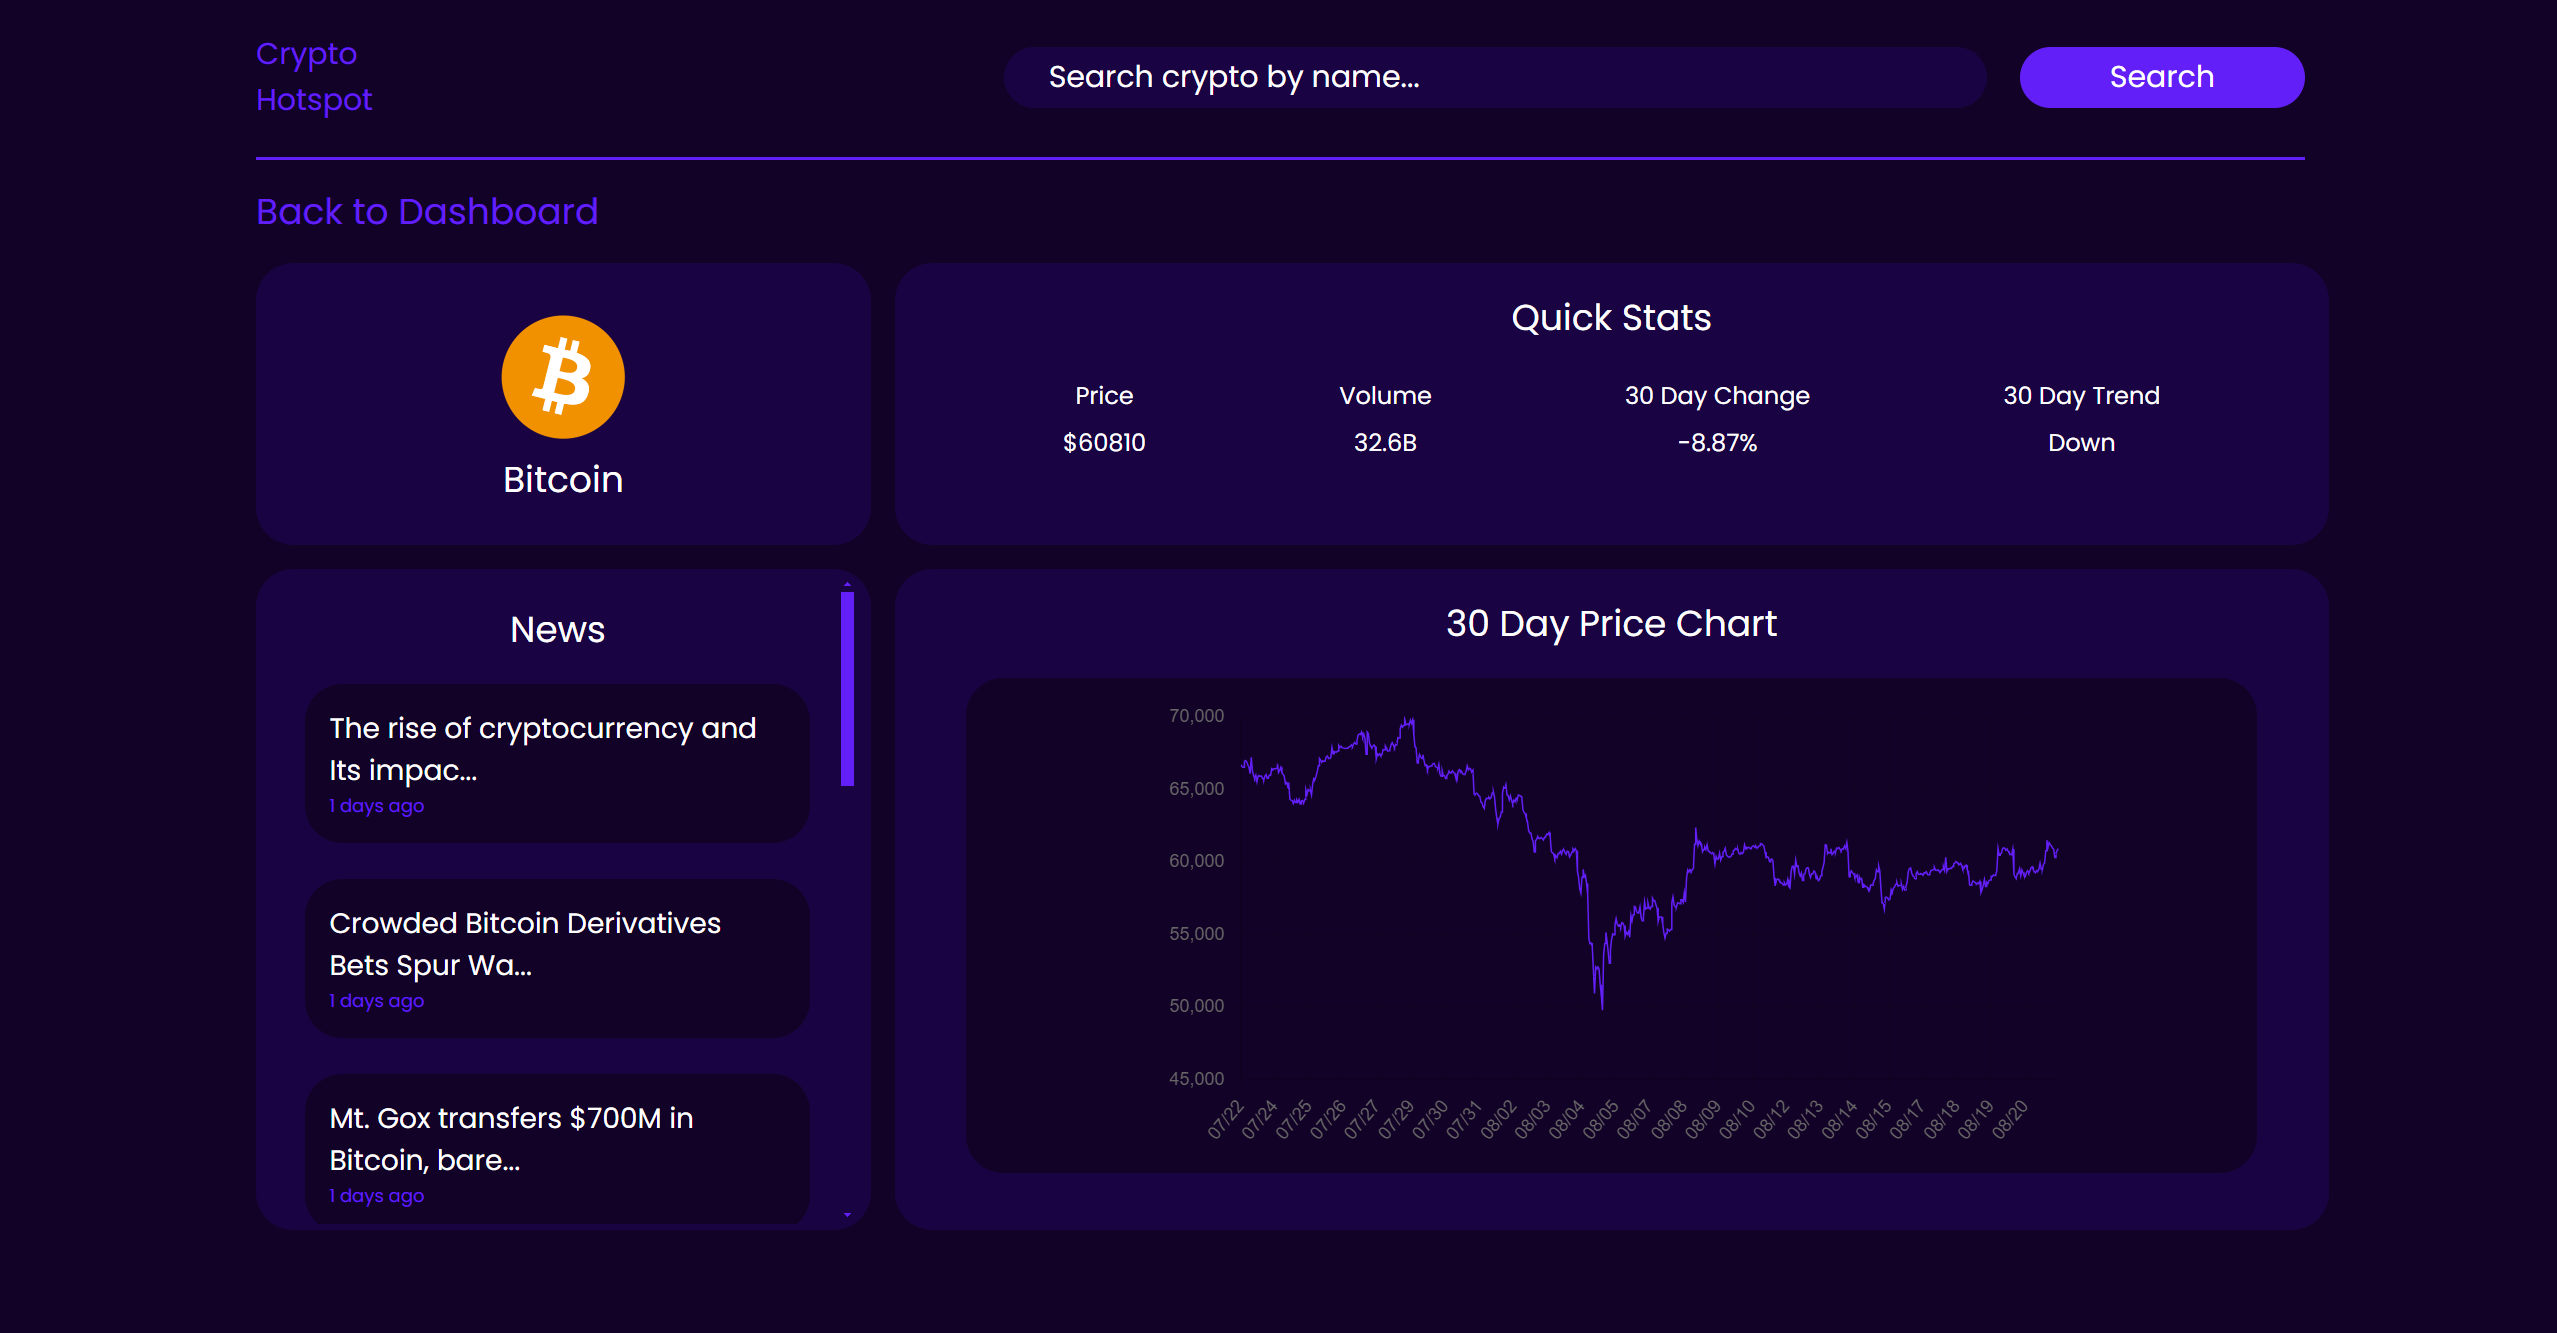 Crypto
Hotspot
Search crypto by name...
Search
Back to Dashboard
Bitcoin
Quick Stats
Price Volume 30 Day Change 30 Day Trend
$60810 32.6B -8.87% Down
News
The rise of cryptocurrency and
Its impac...
1 days ago
Crowded Bitcoin Derivatives
Bets Spur Wa...
1 days ago
Mt. Gox transfers $700M in
Bitcoin, bare...
1 days ago
30 Day Price Chart
70,000
65,000
60,000
55,000
50,000
45,000
07/22 07/24 07/25 07/26 07/27 07/29 07/30 07/31 08/02 08/03 08/04 08/05 08/07 08/08 08/09 08/10 08/12 08/13 08/14 08/15 08/17 08/18 08/19 08/20